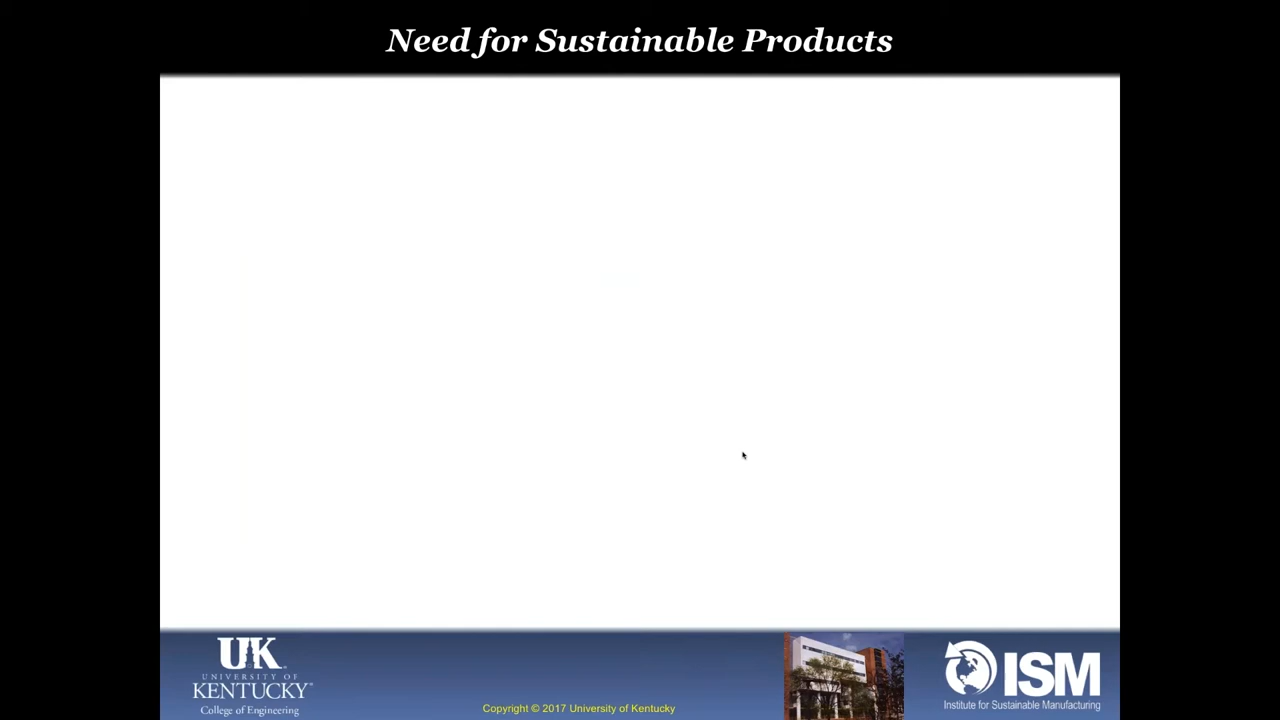 Need for Sustainable Products
UK
UNIVERSITY OF
KENTUCKY®
College of Engineering
Copyright © 2017 University of Kentucky
ISM
Institute for Sustainable Manufacturing